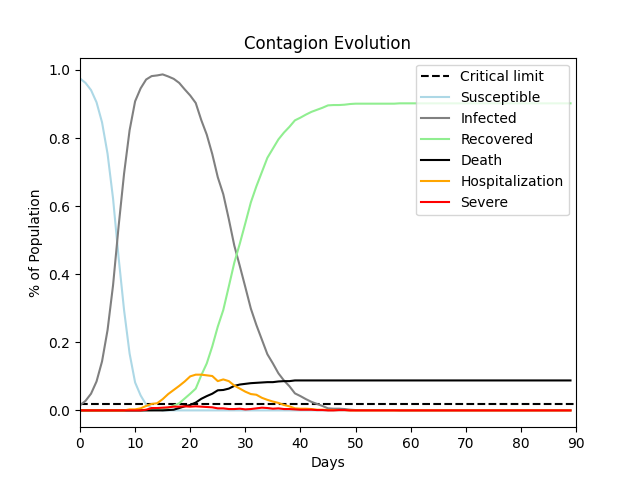 Contagion Evolution
% of Population
1.0
0.8
0.6
0.4
0.2
0.0
Critical limit
Susceptible
Infected
Recovered
Death
Hospitalization
Severe
0 10 20 30 40 50 60 70 80 90
Days